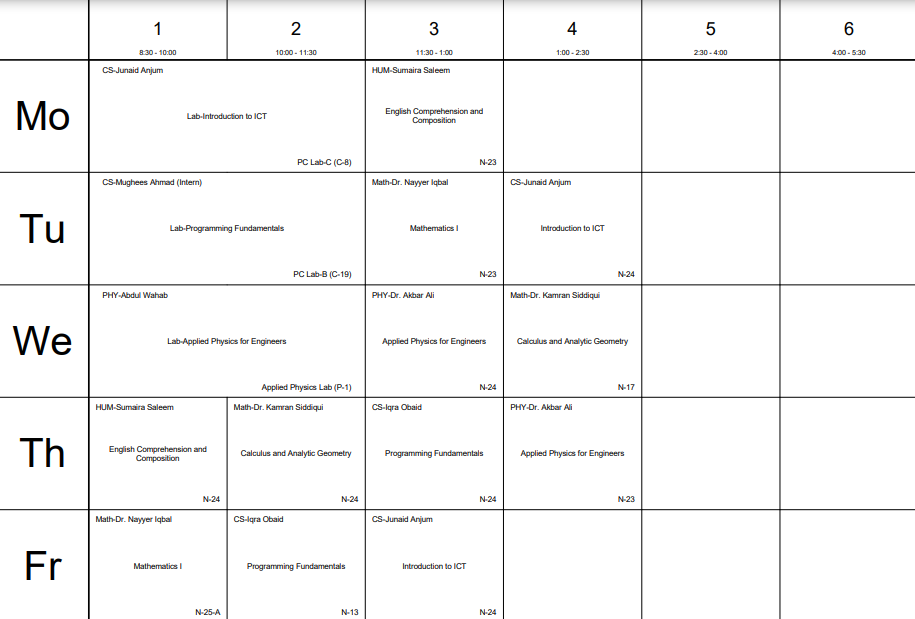 1 2 3 4 5 6
8:30 - 10:00 10:00 - 11:30 11:30 - 1:00 1:00 - 2:30 2:30 - 4:00 4:00 - 5:30
Mo
CS-Junaid Anjum
Lab-Introduction to ICT
PC Lab-C (C-8)
HUM-Sumaira Saleem
English Comprehension and
Composition
N-23
Tu
CS-Mughees Ahmad (Intern)
Lab-Programming Fundamentals
PC Lab-B (C-19)
Math-Dr. Nayyer Iqbal
Mathematics I
N-23
CS-Junaid Anjum
Introduction to ICT
N-24
We
PHY-Abdul Wahab
Lab-Applied Physics for Engineers
Applied Physics Lab (P-1)
PHY-Dr. Akbar Ali
Applied Physics for Engineers
N-24
Math-Dr. Kamran Siddiqui
Calculus and Analytic Geometry
N-17
Th
HUM-Sumaira Saleem
English Comprehension and
Composition
N-24
Math-Dr. Kamran Siddiqui
Calculus and Analytic Geometry
N-24
CS-Iqra Obaid
Programming Fundamentals
N-24
PHY-Dr. Akbar Ali
Applied Physics for Engineers
N-23
Fr
Math-Dr. Nayyer Iqbal
Mathematics I
N-25-A
CS-Iqra Obaid
Programming Fundamentals
N-13
CS-Junaid Anjum
Introduction to ICT
N-24